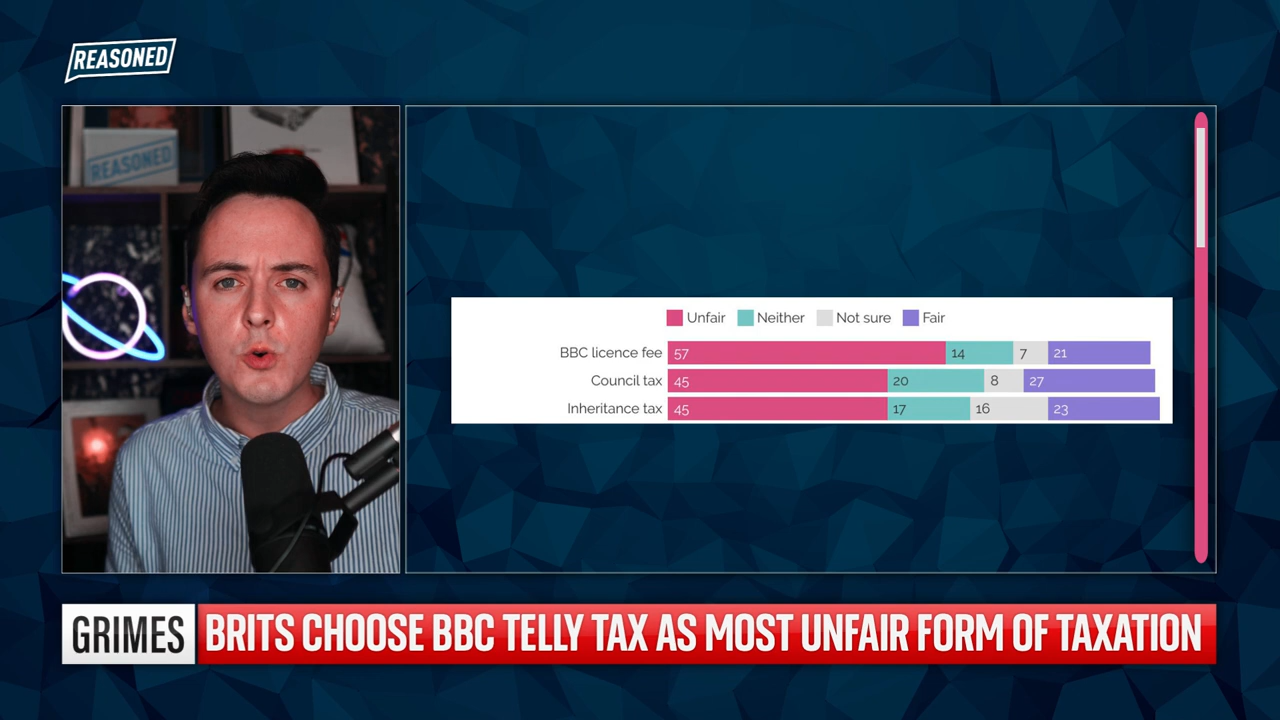 REASONED
REASONED
Unfair Neither Not sure Fair
BBC licence fee 57 14 7 21
Council tax 45 20 8 27
Inheritance tax 45 17 16 23
GRIMES BRITS CHOOSE BBC TELLY TAX AS MOST UNFAIR FORM OF TAXATION